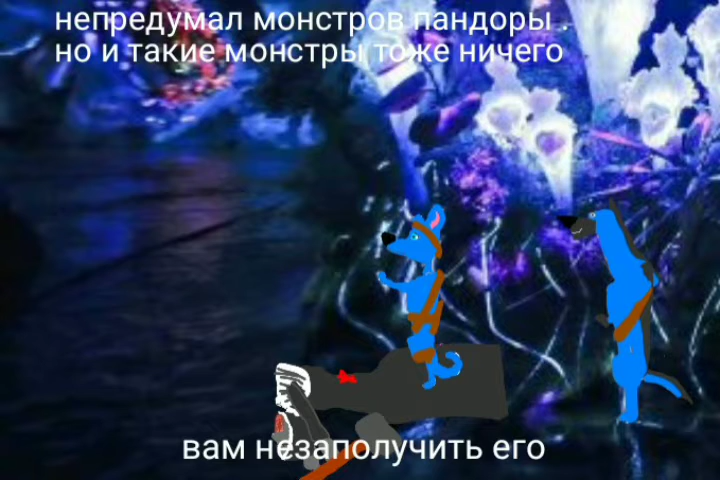 непредумал монстров пандоры .
но и такие монстры тоже ничего
вам незаполучить его